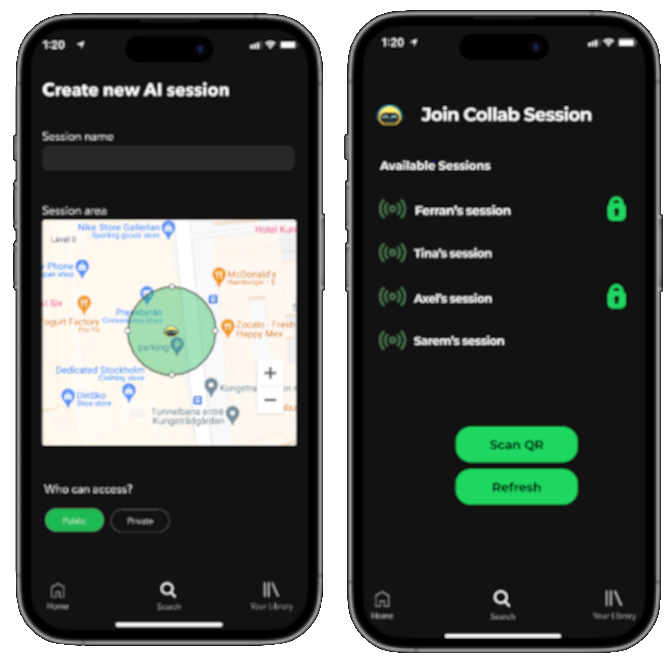 1:20
Create new AI session
Session name
Session area
Nike Store Gallerian
Sporting goods store
Hotel Kun
Level 0
Phone
pair shop
McDonald's
Hamburger - $
t Six
Pressbyrån
Convenience store
Yogurt Factory
Fro-Yo
Zocalo - Fresh
Happy Mex
parking
P
Dedicated Stockholm
Clothing store
+
DinSko
Shoe store
Kungstra
−
Tunnelbana entré
Kungsträdgården
Who can access?
Public
Private
Home
Search
Your Library
1:20
Join Collab Session
Available Sessions
Ferran's session
Tina's session
Axel's session
Sarem's session
Scan QR
Refresh
Home
Search
Your Library